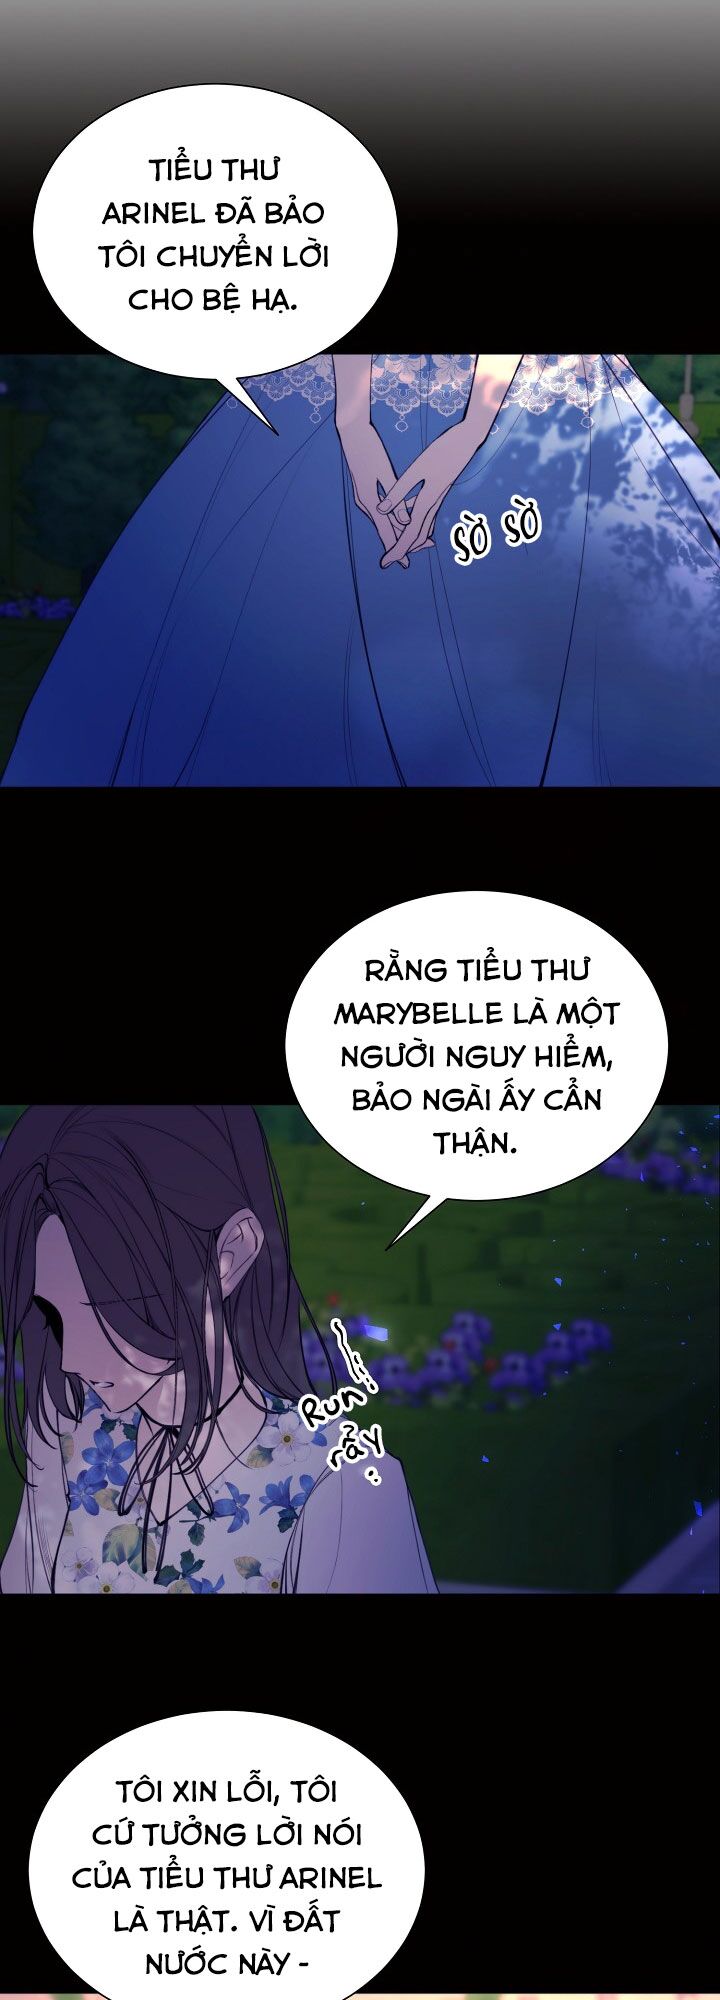 TIỂU THƯ
ARINEL ĐÃ BẢO
TÔI CHUYỂN LỜI
CHO BỆ HẠ.
SỜ SỜ
RẰNG TIỂU THƯ
MARYBELLE LÀ MỘT
NGƯỜI NGUY HIỂM,
BẢO NGÀI ẤY CẨN
THẬN.
Run
rẩy
TÔI XIN LỖI, TÔI
CỨ TƯỞNG LỜI NÓI
CỦA TIỂU THƯ ARINEL
LÀ THẬT. VÌ ĐẤT
NƯỚC NÀY -